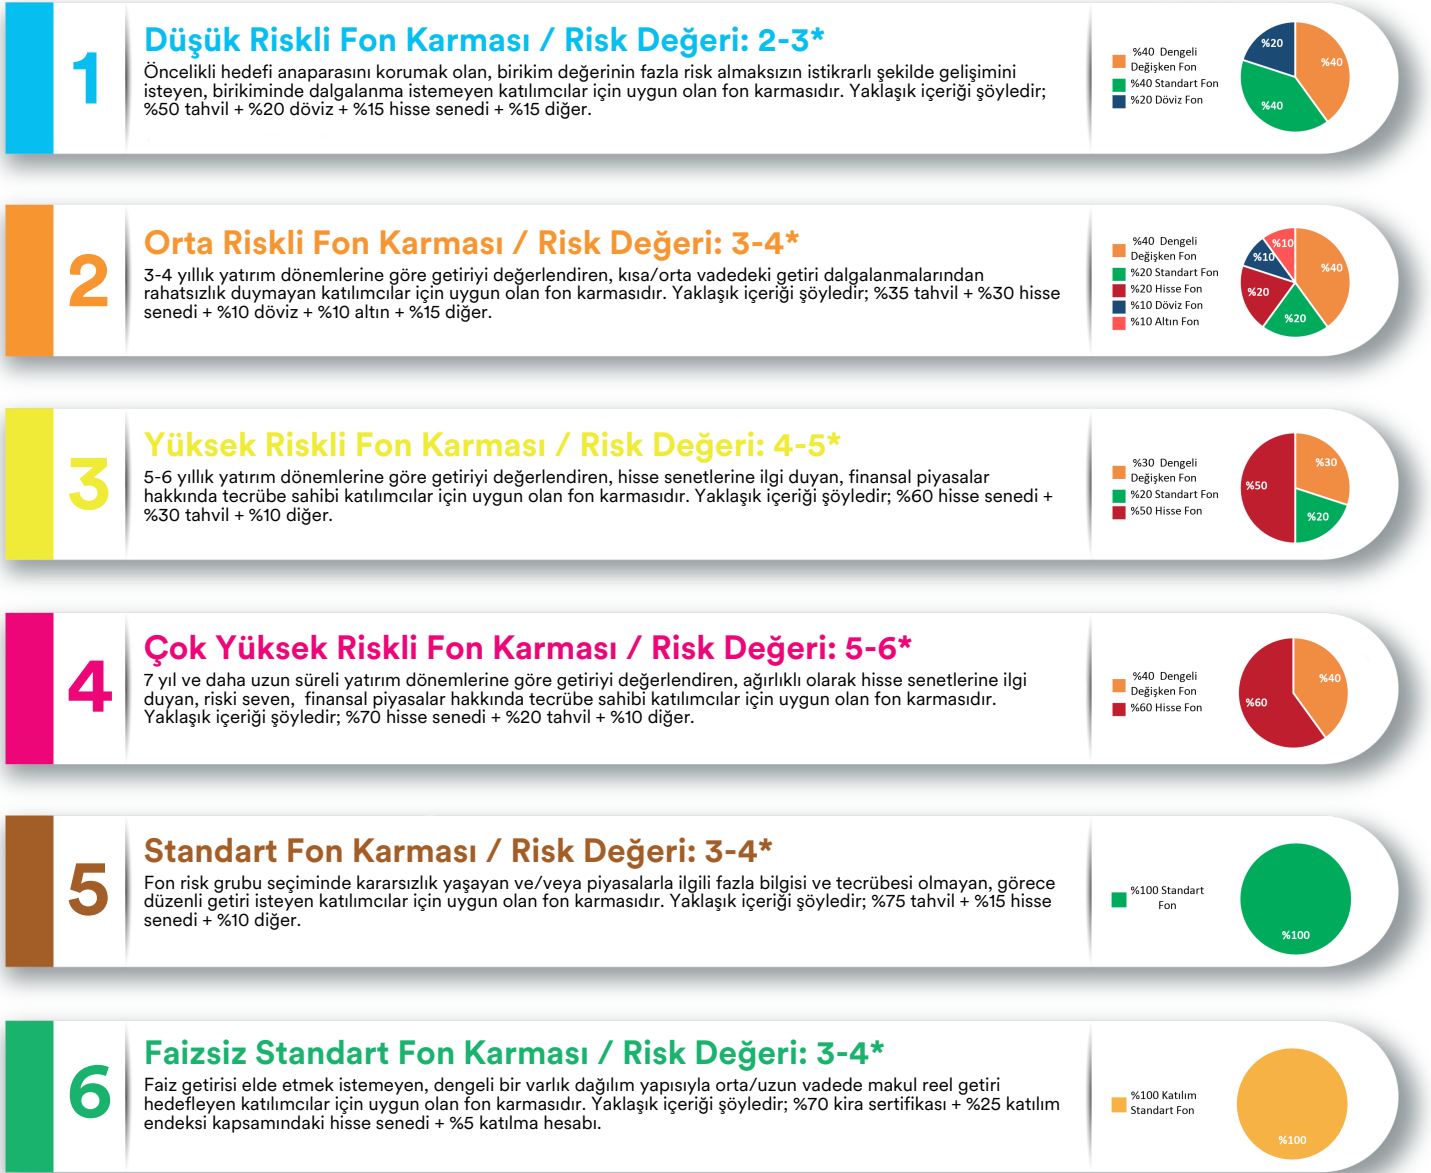 1
Düşük Riskli Fon Karması / Risk Değeri: 2-3*
Öncelikli hedefi anaparasını korumak olan, birikim değerinin fazla risk almaksızın istikrarlı şekilde gelişimini
isteyen, birikiminde dalgalanma istemeyen katılımcılar için uygun olan fon karmasıdır. Yaklaşık içeriği şöyledir;
%50 tahvil + %20 döviz + %15 hisse senedi + %15 diğer.
%40 Dengeli
Değişken Fon
%40 Standart Fon
%20 Döviz Fon
%20
%40
%40
2
Orta Riskli Fon Karması / Risk Değeri: 3-4*
3-4 yıllık yatırım dönemlerine göre getiriyi değerlendiren, kısa/orta vadedeki getiri dalgalanmalarından
rahatsızlık duymayan katılımcılar için uygun olan fon karmasıdır. Yaklaşık içeriği şöyledir; %35 tahvil + %30 hisse
senedi + %10 döviz + %10 altın + %15 diğer.
%40 Dengeli
Değişken Fon
%20 Standart Fon
%20 Hisse Fon
%10 Döviz Fon
%10 Altın Fon
%10
%10
%40
%20
%20
3
Yüksek Riskli Fon Karması / Risk Değeri: 4-5*
5-6 yıllık yatırım dönemlerine göre getiriyi değerlendiren, hisse senetlerine ilgi duyan, finansal piyasalar
hakkında tecrübe sahibi katılımcılar için uygun olan fon karmasıdır. Yaklaşık içeriği şöyledir; %60 hisse senedi +
%30 tahvil + %10 diğer.
%30 Dengeli
Değişken Fon
%20 Standart Fon
%50 Hisse Fon
%30
%50
%20
4
Çok Yüksek Riskli Fon Karması / Risk Değeri: 5-6*
7 yıl ve daha uzun süreli yatırım dönemlerine göre getiriyi değerlendiren, ağırlıklı olarak hisse senetlerine ilgi
duyan, riski seven, finansal piyasalar hakkında tecrübe sahibi katılımcılar için uygun olan fon karmasıdır.
Yaklaşık içeriği şöyledir; %70 hisse senedi + %20 tahvil + %10 diğer.
%40 Dengeli
Değişken Fon
%60 Hisse Fon
%40
%60
5
Standart Fon Karması / Risk Değeri: 3-4*
Fon risk grubu seçiminde kararsızlık yaşayan ve/veya piyasalarla ilgili fazla bilgisi ve tecrübesi olmayan, görece
düzenli getiri isteyen katılımcılar için uygun olan fon karmasıdır. Yaklaşık içeriği şöyledir; %75 tahvil + %15 hisse
senedi + %10 diğer.
%100 Standart
Fon
%100
6
Faizsiz Standart Fon Karması / Risk Değeri: 3-4*
Faiz getirisi elde etmek istemeyen, dengeli bir varlık dağılım yapısıyla orta/uzun vadede makul reel getiri
hedefleyen katılımcılar için uygun olan fon karmasıdır. Yaklaşık içeriği şöyledir; %70 kira sertifikası + %25 katılım
endeksi kapsamındaki hisse senedi + %5 katılma hesabı.
%100 Katılım
Standart Fon
%100